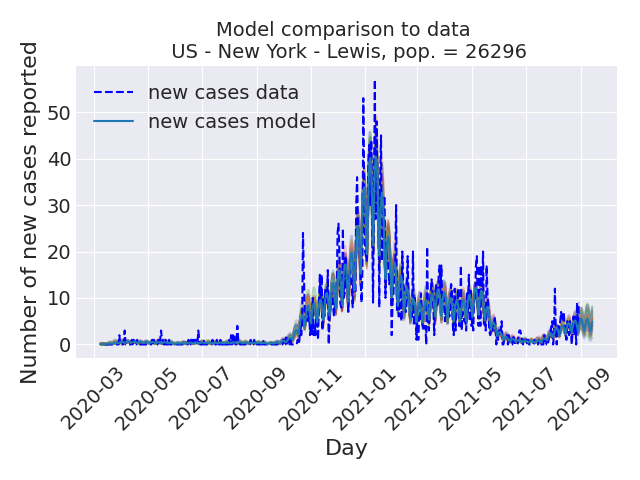 Model comparison to data
US - New York - Lewis, pop. = 26296
new cases data
new cases model
Number of new cases reported
50
40
30
20
10
0
2020-03
2020-05
2020-07
2020-09
2020-11
2021-01
2021-03
2021-05
2021-07
2021-09
Day